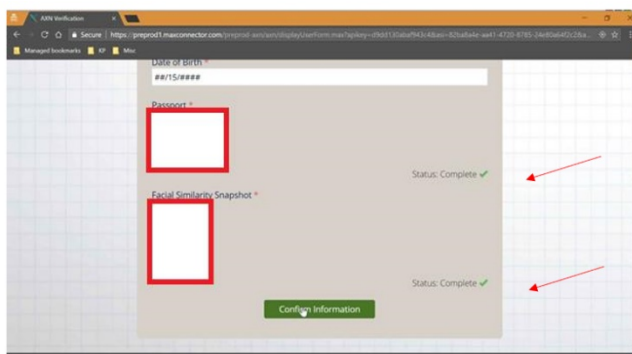 AXN Verification
Secure
Managed bookmarks KP Misc
Date of Birth *
##/15/####
Passport *
Status: Complete
Facial Similarity Snapshot *
Status: Complete
Confirm Information